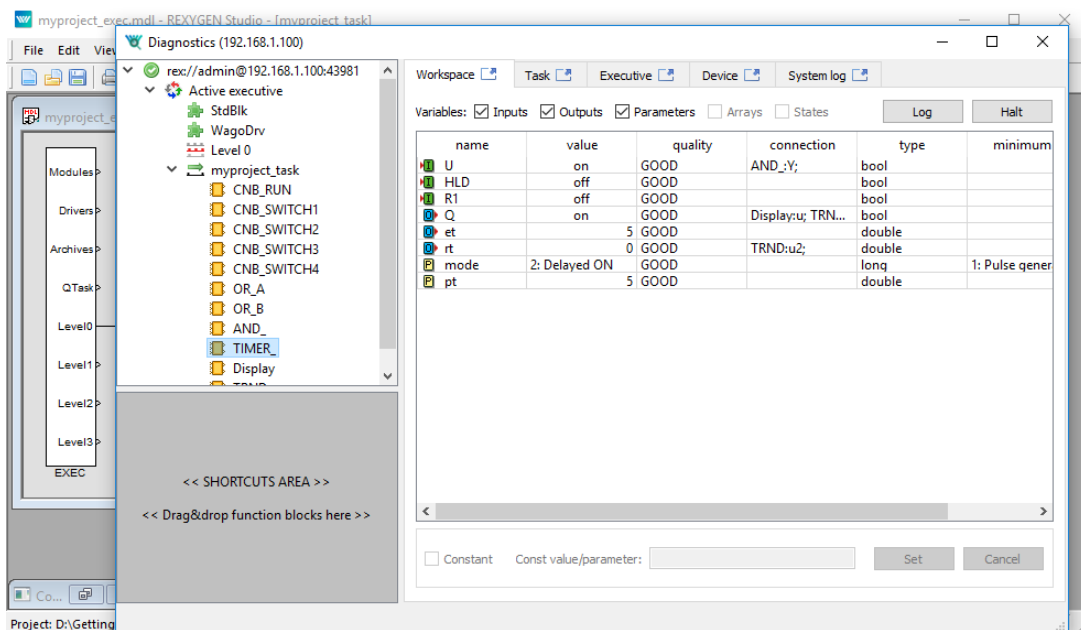 myproject_exec.mdl - REXYGEN Studio - [myproject_task]
File Edit View
Diagnostics (192.168.1.100)
myproject_e
Modules
Drivers
Archives
QTask
Level0
Level1
Level2
Level3
EXEC
Co...
Project: D:\Getting
rex://admin@192.168.1.100:43981
Active executive
StdBlk
WagoDrv
Level 0
myproject_task
CNB_RUN
CNB_SWITCH1
CNB_SWITCH2
CNB_SWITCH3
CNB_SWITCH4
OR_A
OR_B
AND_
TIMER_
Display
TRND
<< SHORTCUTS AREA >>
<< Drag&drop function blocks here >>
Workspace Task Executive Device System log
Variables: Inputs Outputs Parameters Arrays States Log Halt
name value quality connection type minimum
I U on GOOD AND_:Y; bool
I HLD off GOOD bool
I R1 off GOOD bool
O Q on GOOD Display:u; TRN... bool
O et 5 GOOD double
O rt 0 GOOD TRND:u2; double
P mode 2: Delayed ON GOOD long 1: Pulse gener
P pt 5 GOOD double
Constant Const value/parameter: Set Cancel